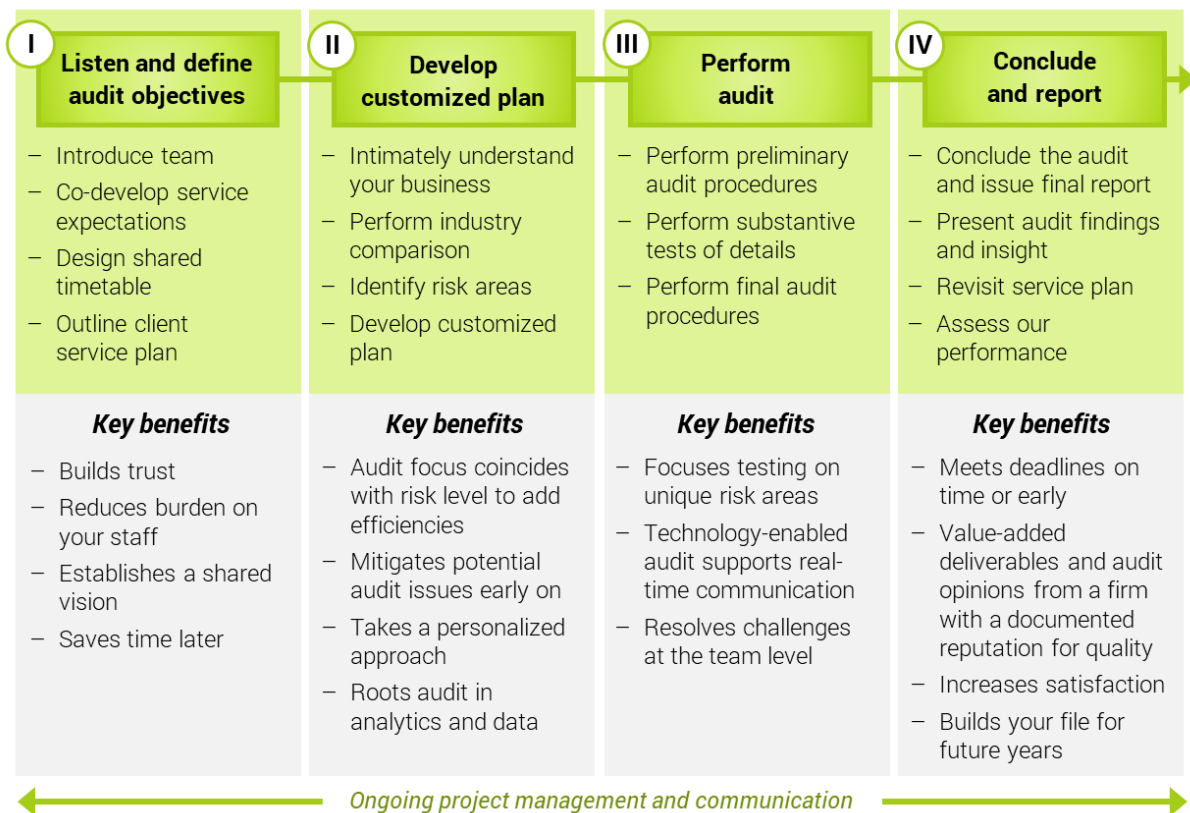 I
Listen and define
audit objectives
– Introduce team
– Co-develop service
expectations
– Design shared
timetable
– Outline client
service plan
Key benefits
– Builds trust
– Reduces burden on
your staff
– Establishes a shared
vision
– Saves time later
II
Develop
customized plan
– Intimately understand
your business
– Perform industry
comparison
– Identify risk areas
– Develop customized
plan
Key benefits
– Audit focus coincides
with risk level to add
efficiencies
– Mitigates potential
audit issues early on
– Takes a personalized
approach
– Roots audit in
analytics and data
III
Perform
audit
– Perform preliminary
audit procedures
– Perform substantive
tests of details
– Perform final audit
procedures
Key benefits
– Focuses testing on
unique risk areas
– Technology-enabled
audit supports real-
time communication
– Resolves challenges
at the team level
IV
Conclude
and report
– Conclude the audit
and issue final report
– Present audit findings
and insight
– Revisit service plan
– Assess our
performance
Key benefits
– Meets deadlines on
time or early
– Value-added
deliverables and audit
opinions from a firm
with a documented
reputation for quality
– Increases satisfaction
– Builds your file for
future years
Ongoing project management and communication